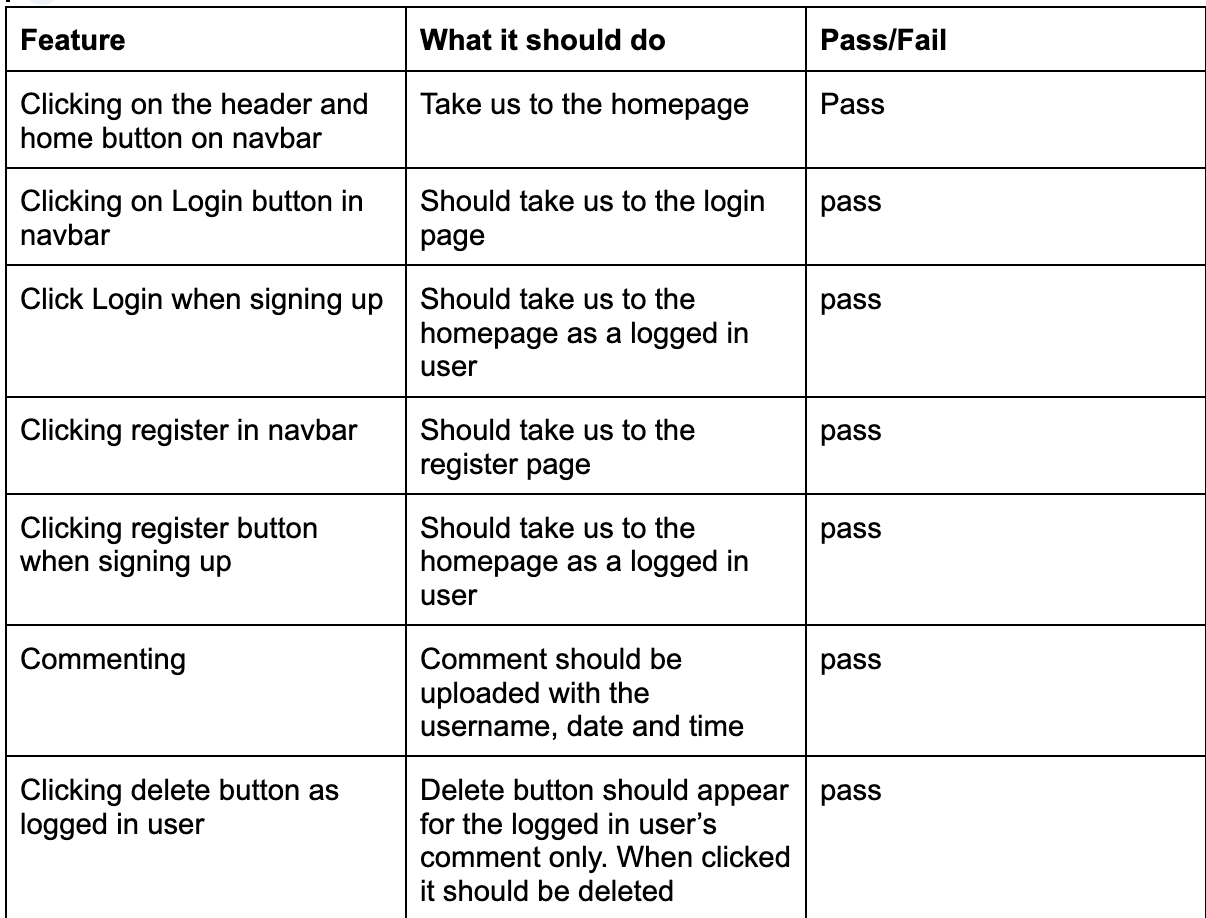 Feature
What it should do
Pass/Fail
Clicking on the header and
home button on navbar
Take us to the homepage
Pass
Clicking on Login button in
navbar
Should take us to the login
page
pass
Click Login when signing up
Should take us to the
homepage as a logged in
user
pass
Clicking register in navbar
Should take us to the
register page
pass
Clicking register button
when signing up
Should take us to the
homepage as a logged in
user
pass
Commenting
Comment should be
uploaded with the
username, date and time
pass
Clicking delete button as
logged in user
Delete button should appear
for the logged in user’s
comment only. When clicked
it should be deleted
pass